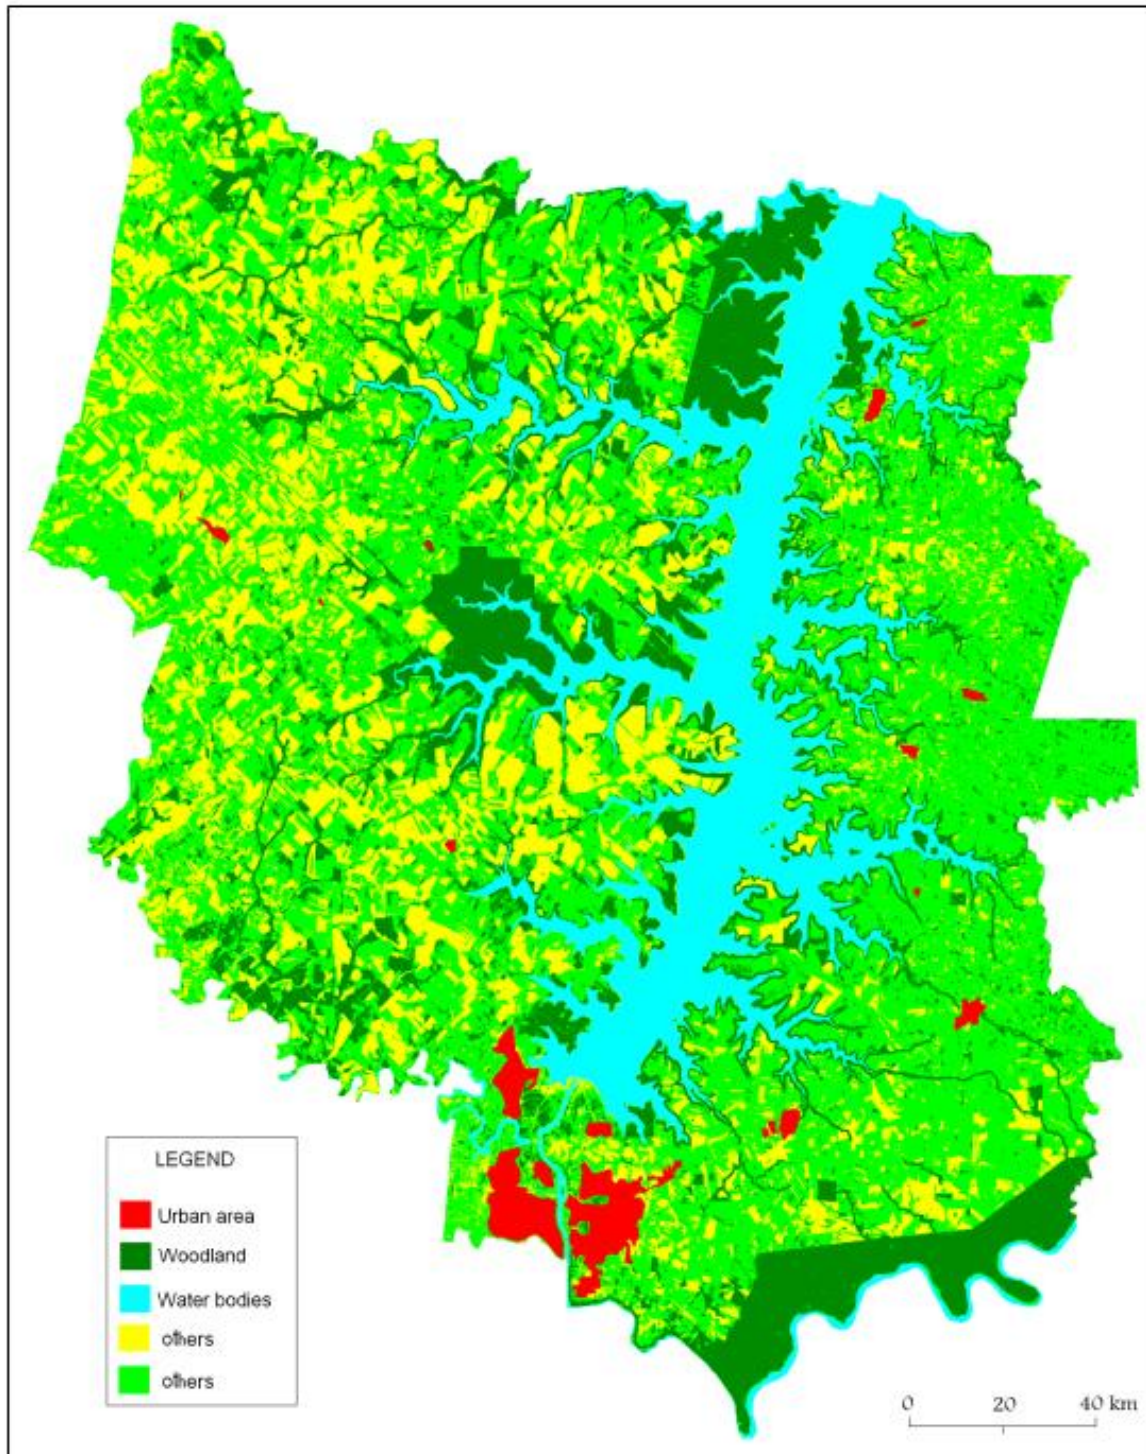 LEGEND
Urban area
Woodland
Water bodies
others
others
0 20 40 km